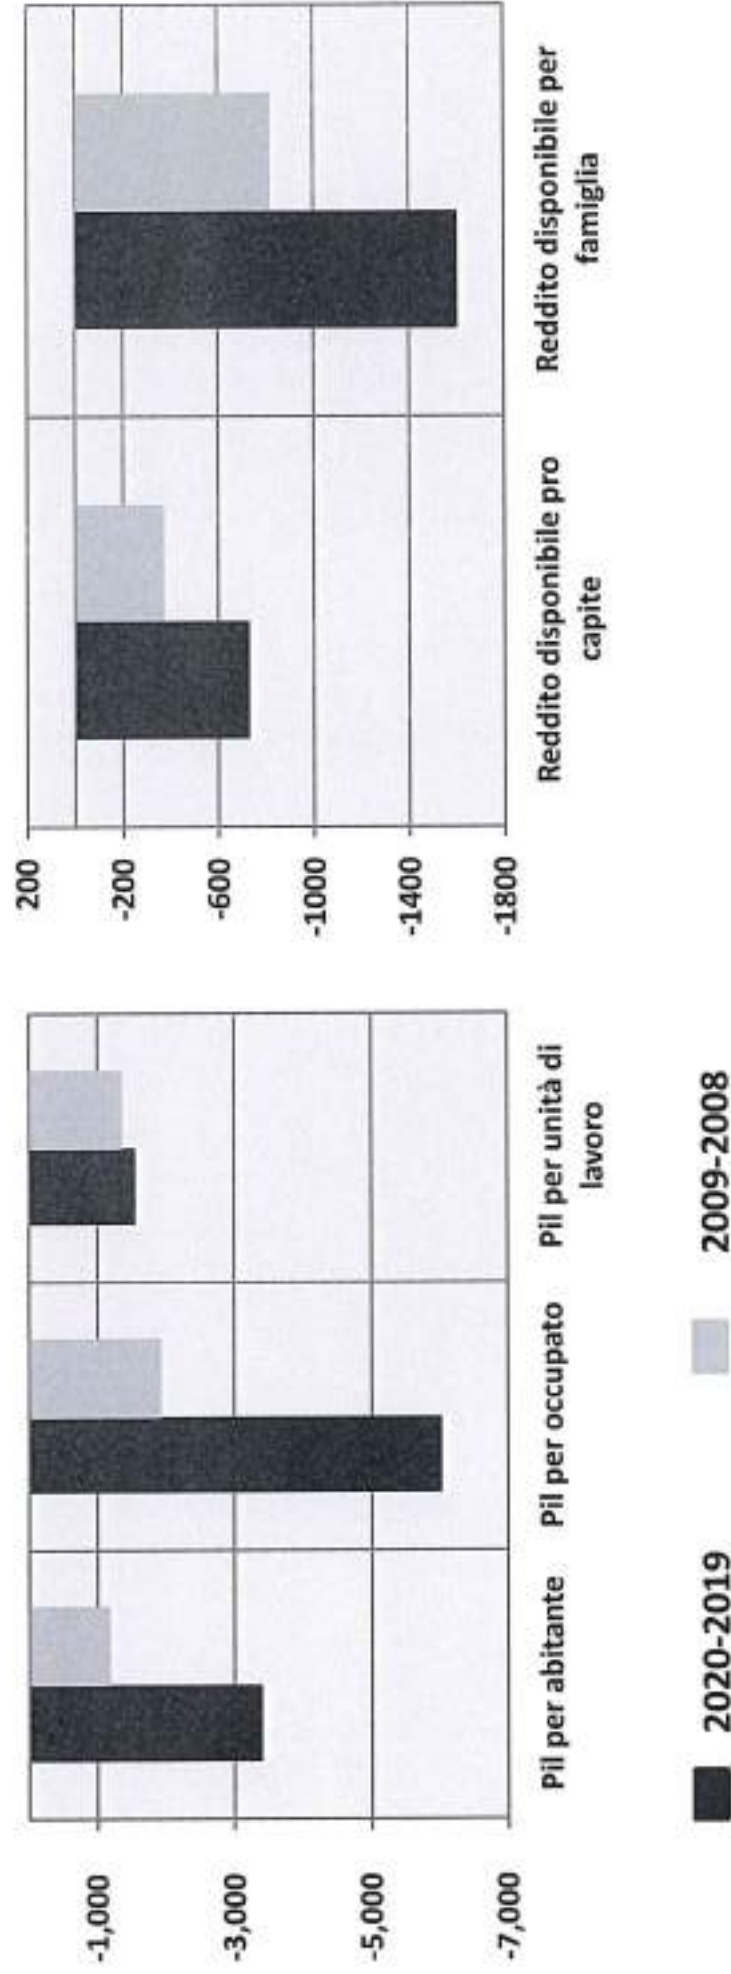 -1,000
-3,000
-5,000
-7,000
Pil per abitante
Pil per occupato
Pil per unità di
lavoro
200
-200
-600
-1000
-1400
-1800
Reddito disponibile pro
capite
Reddito disponibile per
famiglia
2020-2019
2009-2008